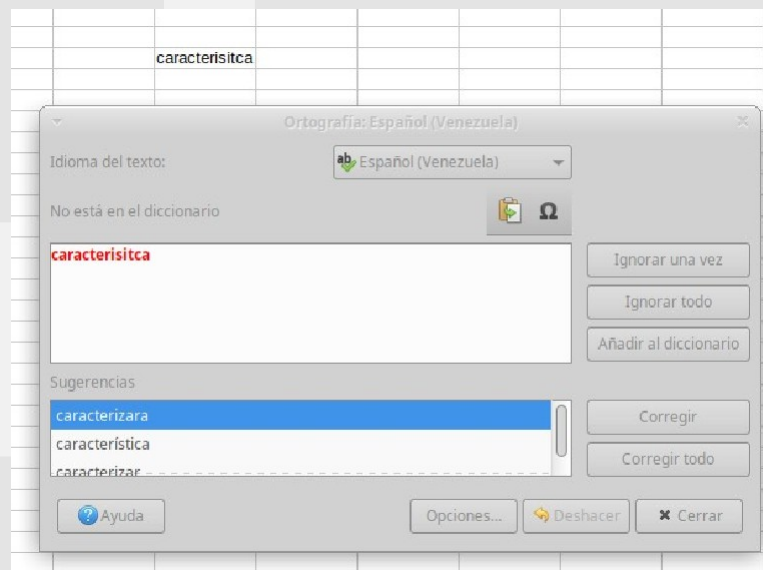 caracterisitca
Ortografía: Español (Venezuela)
Idioma del texto:
Español (Venezuela)
No está en el diccionario
Ω
caracterisitca
Ignorar una vez
Ignorar todo
Añadir al diccionario
Sugerencias
caracterizara
característica
caracterizar
Corregir
Corregir todo
Ayuda
Opciones...
Deshacer
Cerrar